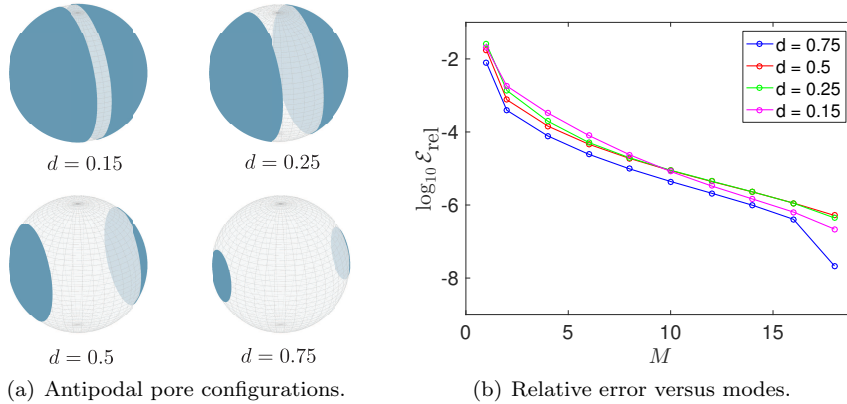 d = 0.15
d = 0.25
d = 0.5
d = 0.75
(a) Antipodal pore configurations.
-2
-4
-6
-8
log₁₀ ℰ_rel
0
5
10
15
M
d = 0.75
d = 0.5
d = 0.25
d = 0.15
(b) Relative error versus modes.